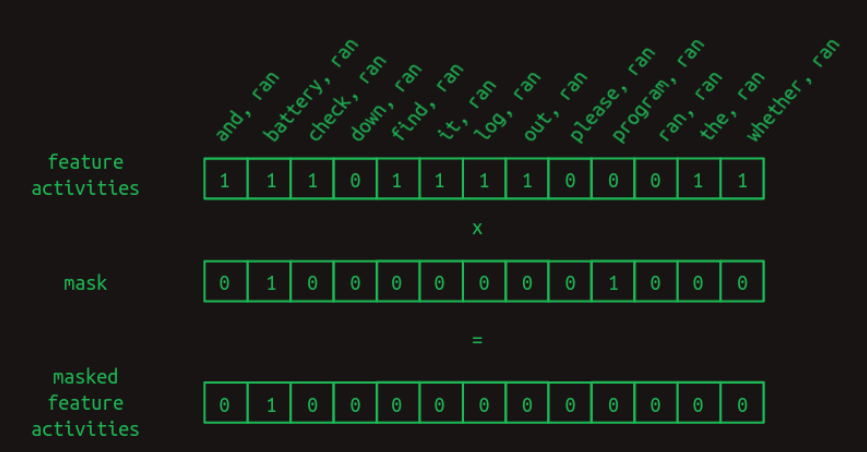 and, ran
battery, ran
check, ran
down, ran
find, ran
it, ran
log, ran
out, ran
please, ran
program, ran
ran, ran
the, ran
whether, ran
feature
activities
1 1 1 0 1 1 1 1 0 0 0 1 1
x
mask
0 1 0 0 0 0 0 0 0 1 0 0 0
=
masked
feature
activities
0 1 0 0 0 0 0 0 0 0 0 0 0